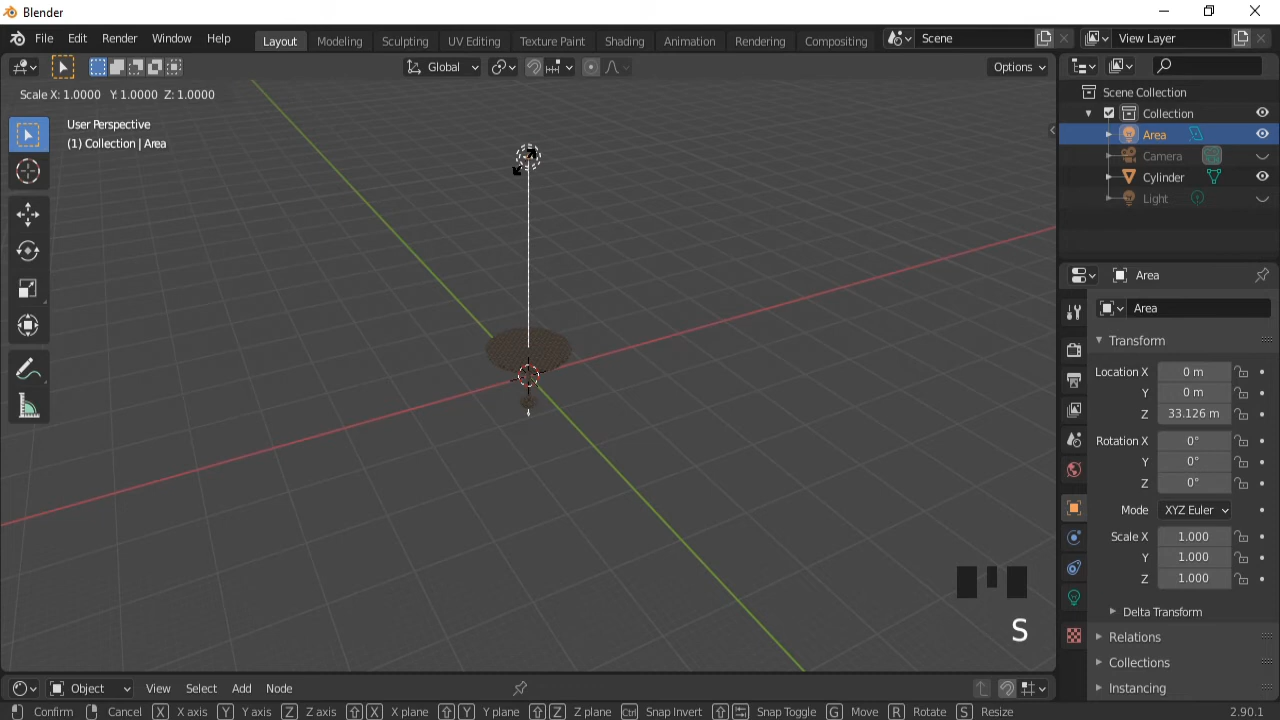 Blender
File Edit Render Window Help Layout Modeling Sculpting UV Editing Texture Paint Shading Animation Rendering Compositing Scene View Layer
Global Options
Scale X: 1.0000 Y: 1.0000 Z: 1.0000
User Perspective
(1) Collection | Area
S
Scene Collection
Collection
Area
Camera
Cylinder
Light
Area
Area
Transform
Location X 0 m
Y 0 m
Z 33.126 m
Rotation X 0°
Y 0°
Z 0°
Mode XYZ Euler
Scale X 1.000
Y 1.000
Z 1.000
Delta Transform
Relations
Collections
Instancing
Object View Select Add Node
Confirm Cancel X X axis Y Y axis Z Z axis X X plane Y Y plane Z Z plane Ctrl Snap Invert Snap Toggle G Move R Rotate S Resize 2.90.1